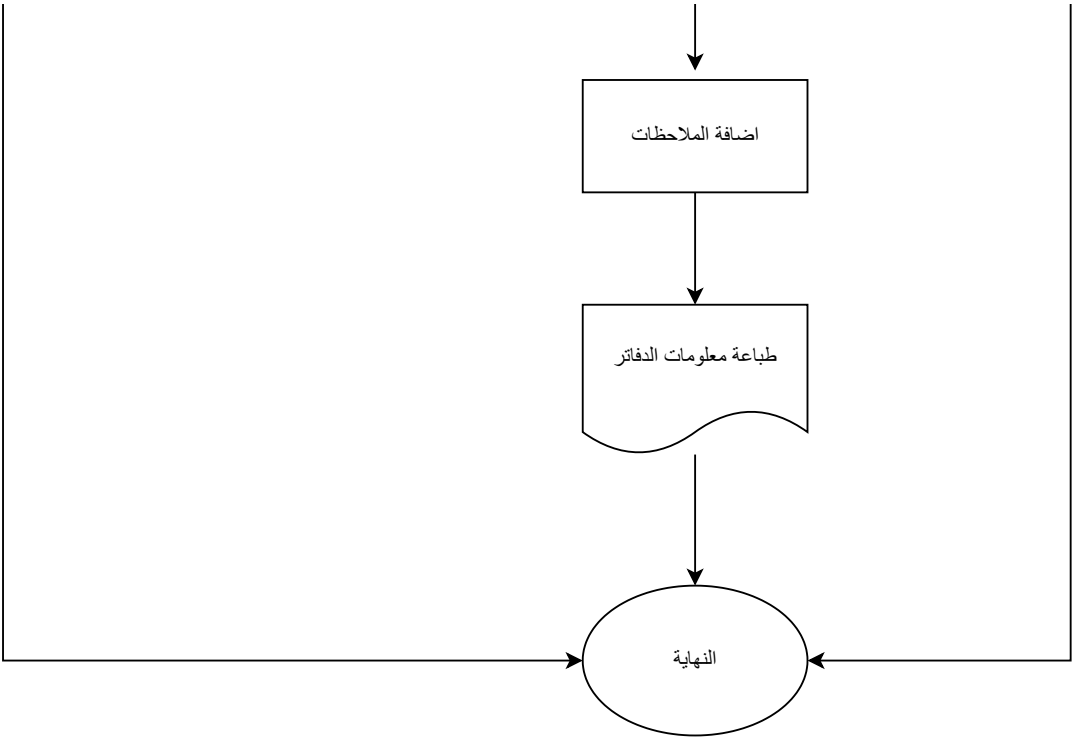 اضافة الملاحظات
طباعة معلومات الدفاتر
النهاية